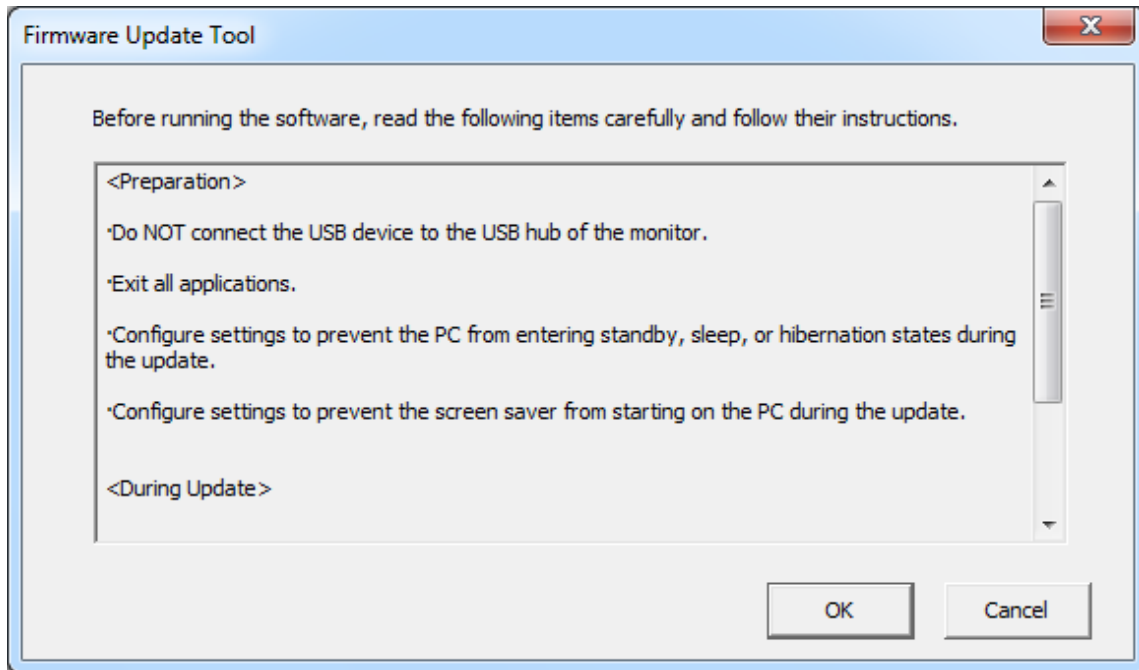 Firmware Update Tool
Before running the software, read the following items carefully and follow their instructions.
<Preparation>
·Do NOT connect the USB device to the USB hub of the monitor.
·Exit all applications.
·Configure settings to prevent the PC from entering standby, sleep, or hibernation states during
the update.
·Configure settings to prevent the screen saver from starting on the PC during the update.
<During Update>
OK
Cancel